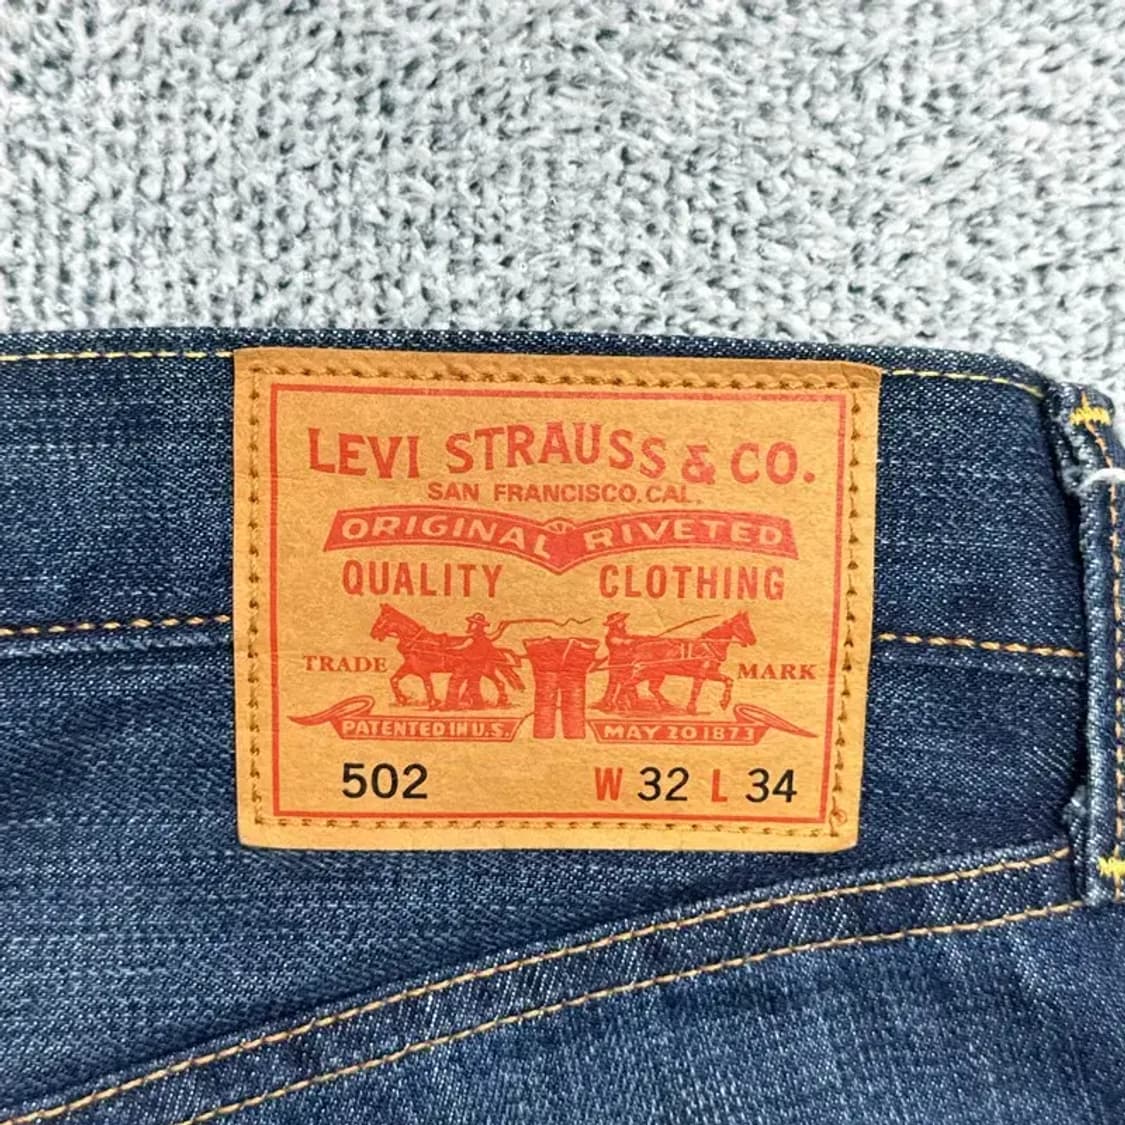 LEVI STRAUSS & CO.
SAN FRANCISCO, CAL.
ORIGINAL RIVETED
QUALITY CLOTHING
TRADE MARK
PATENTED IN U.S. MAY 20 1873
502 W 32 L 34
®